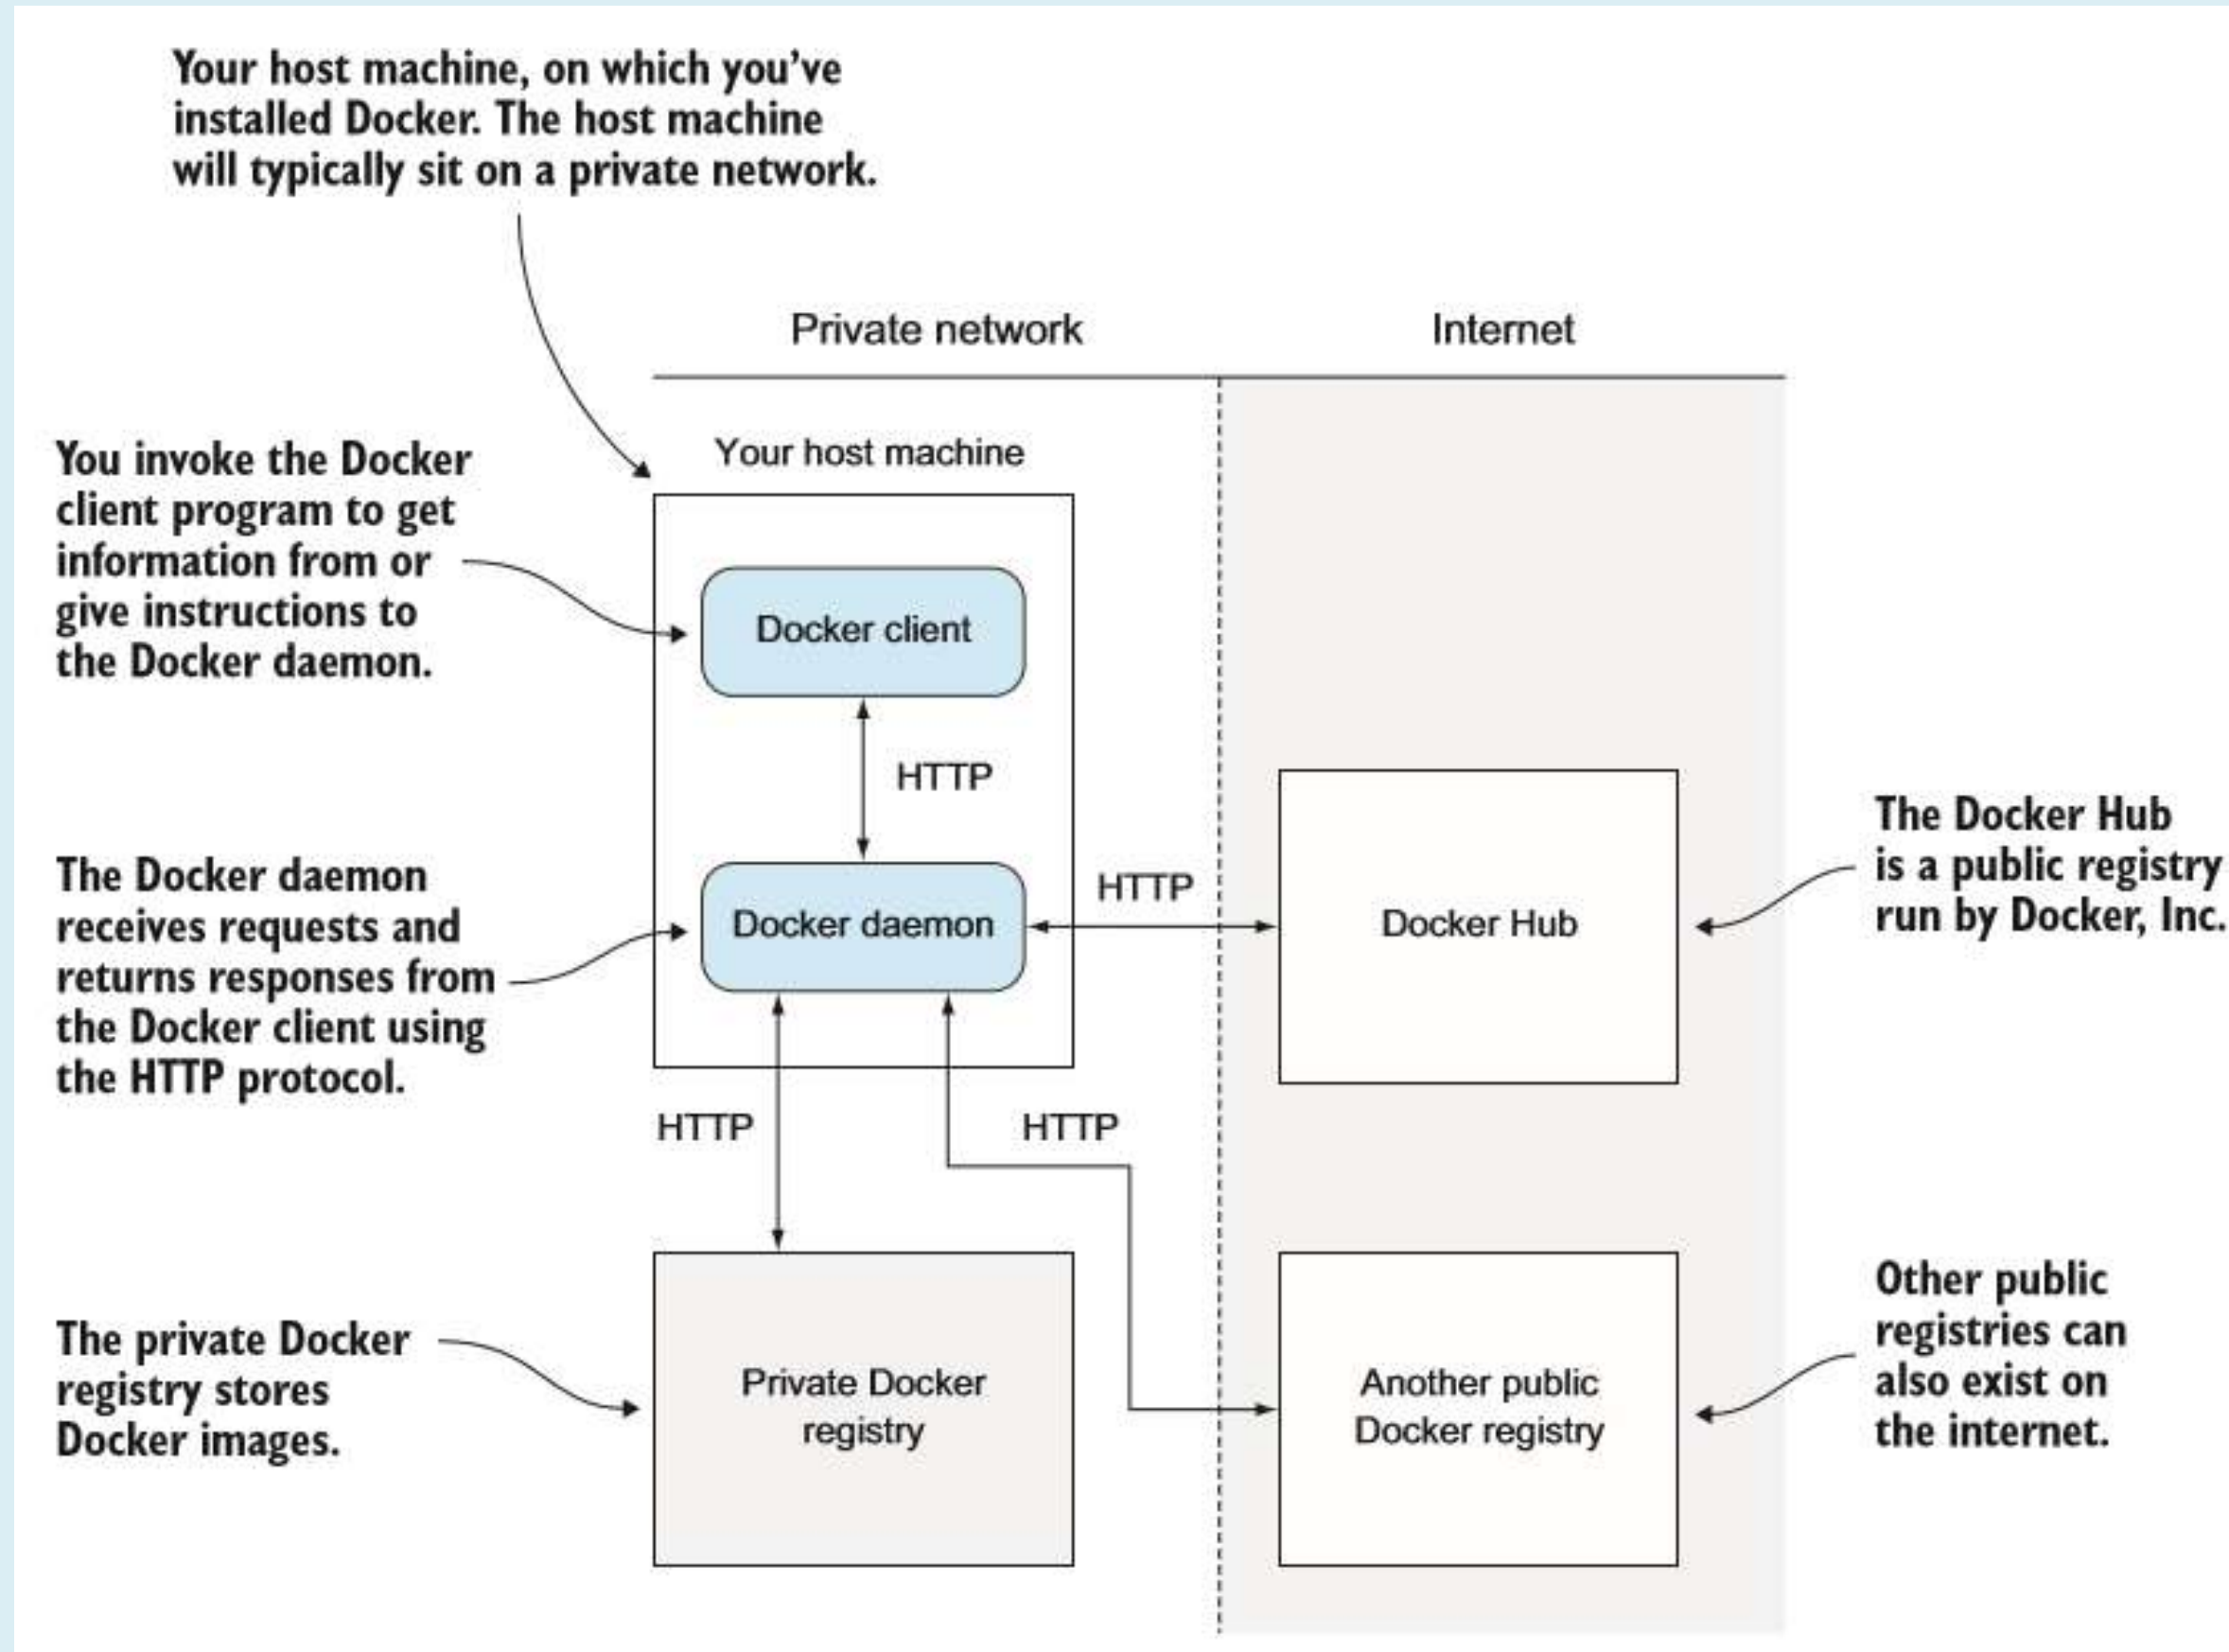 Your host machine, on which you've
installed Docker. The host machine
will typically sit on a private network.
Private network
Internet
Your host machine
You invoke the Docker
client program to get
information from or
give instructions to
the Docker daemon.
Docker client
HTTP
The Docker daemon
receives requests and
returns responses from
the Docker client using
the HTTP protocol.
Docker daemon
HTTP
Docker Hub
The Docker Hub
is a public registry
run by Docker, Inc.
HTTP
HTTP
The private Docker
registry stores
Docker images.
Private Docker
registry
Another public
Docker registry
Other public
registries can
also exist on
the internet.